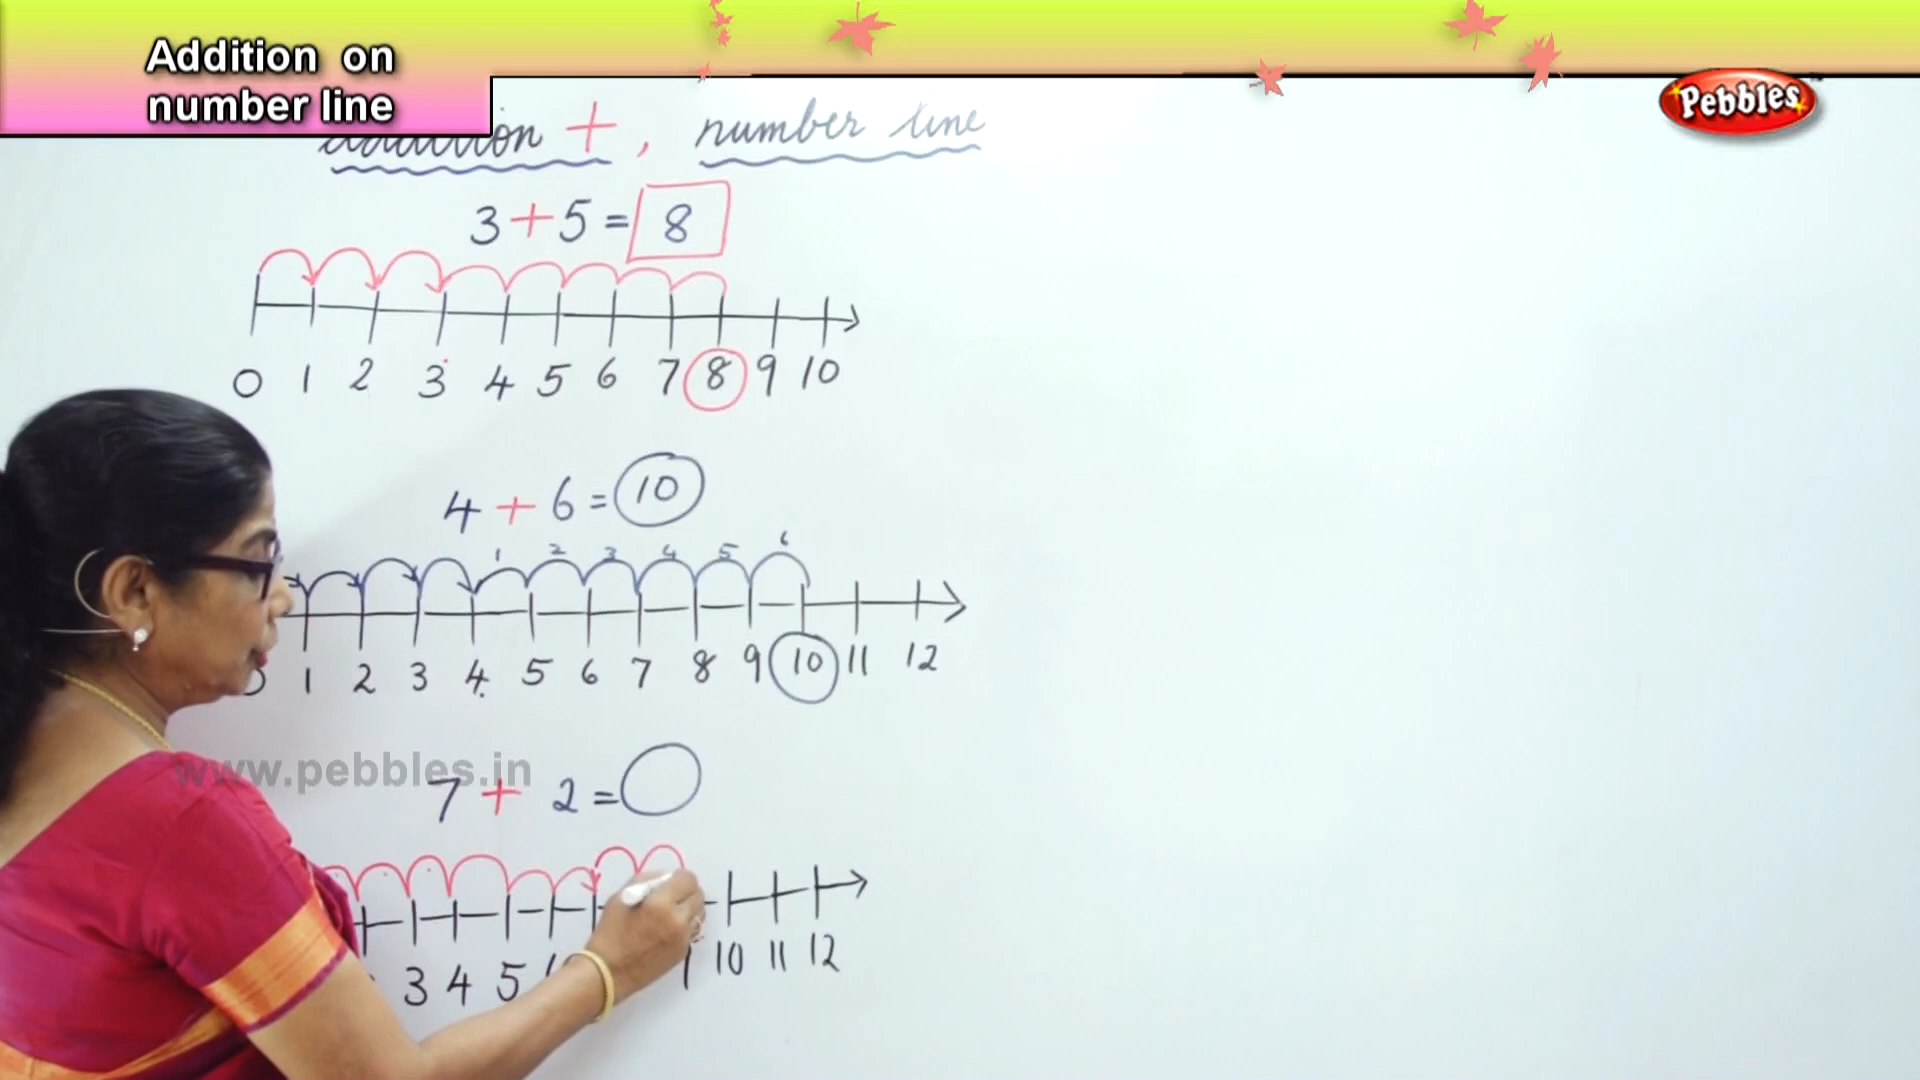 Addition on
number line
Pebbles
addition + , number line
3 + 5 = 8
0 1 2 3 4 5 6 7 8 9 10
4 + 6 = 10
1 2 3 4 5 6
0 1 2 3 4 5 6 7 8 9 10 11 12
www.pebbles.in
7 + 2 =
3 4 5 10 11 12